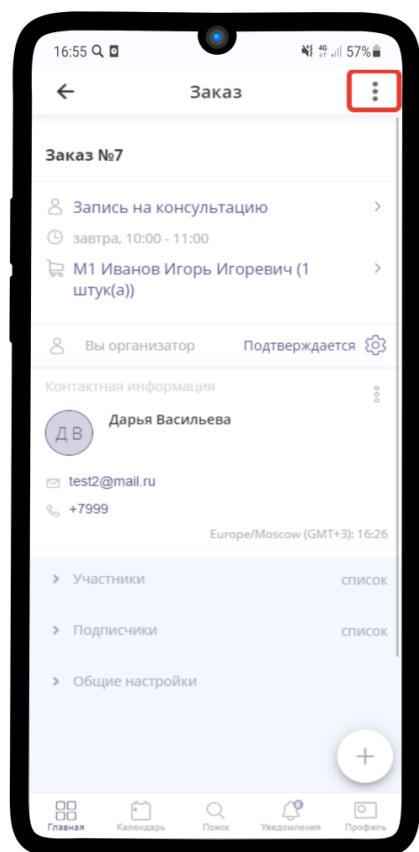 16:55 57%
Заказ
Заказ №7
Запись на консультацию
завтра, 10:00 - 11:00
М1 Иванов Игорь Игоревич (1
штук(а))
Вы организатор Подтверждается
Контактная информация
Д В
Дарья Васильева
test2@mail.ru
+7999
Europe/Moscow (GMT+3): 16:26
Участники список
Подписчики список
Общие настройки
Главная Календарь Поиск Уведомления Профиль